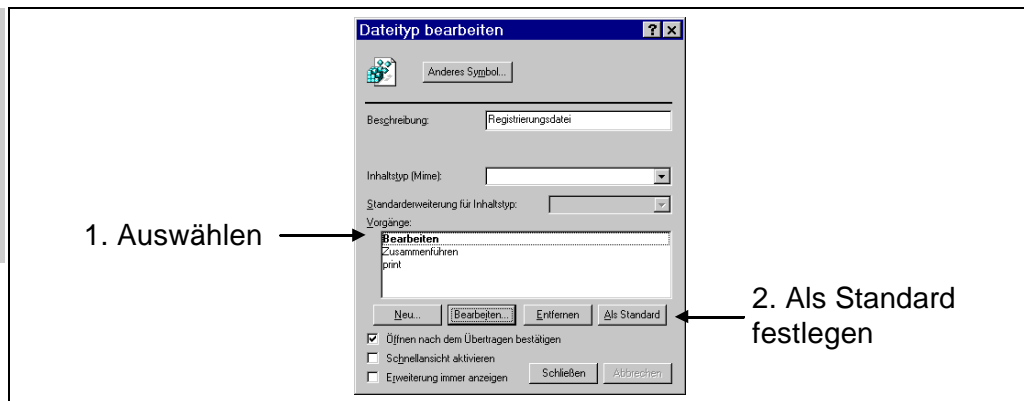 Dateityp bearbeiten
Anderes Symbol...
Beschreibung: Registrierungsdatei
Inhaltstyp (Mime):
Standarderweiterung für Inhaltstyp:
Vorgänge:
1. Auswählen
Bearbeiten
Zusammenführen
print
Neu... Bearbeiten... Entfernen Als Standard
2. Als Standard
festlegen
Öffnen nach dem Übertragen bestätigen
Schnellansicht aktivieren
Erweiterung immer anzeigen
Schließen Abbrechen